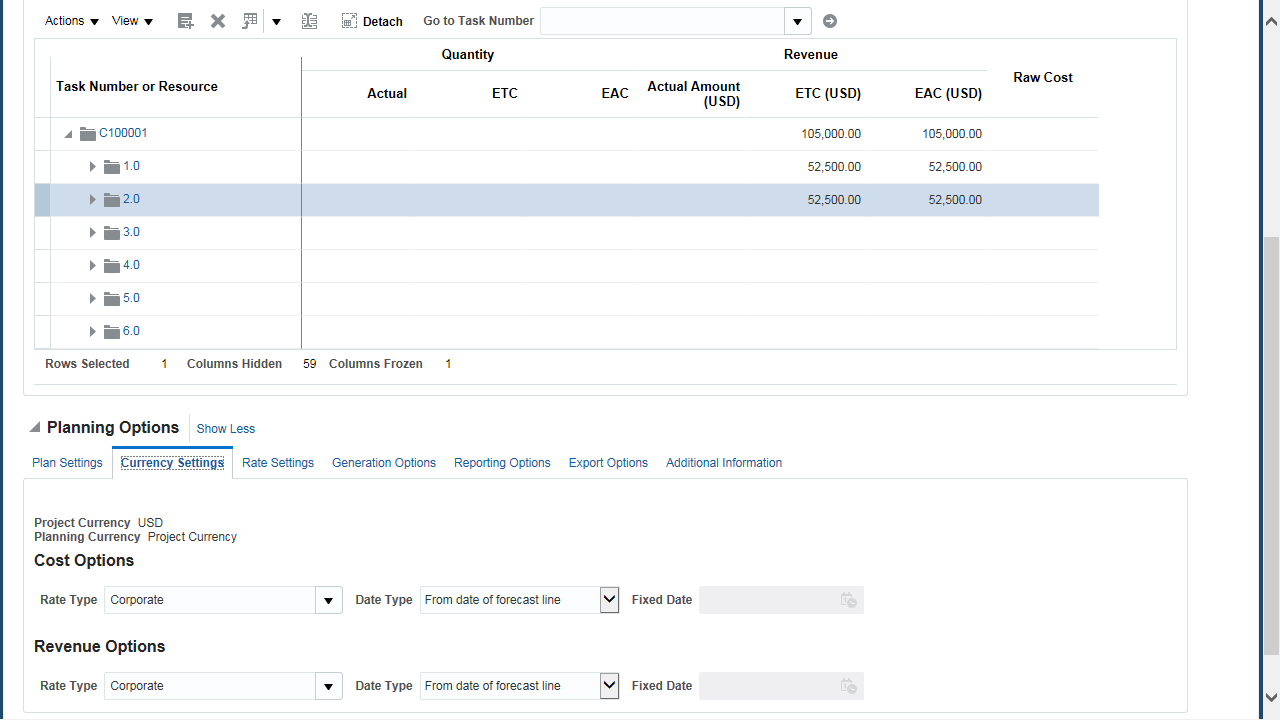 Actions View Detach Go to Task Number
Quantity Revenue
Task Number or Resource Actual ETC EAC Actual Amount (USD) ETC (USD) EAC (USD) Raw Cost
C100001 105,000.00 105,000.00
1.0 52,500.00 52,500.00
2.0 52,500.00 52,500.00
3.0
4.0
5.0
6.0
Rows Selected 1 Columns Hidden 59 Columns Frozen 1
Planning Options Show Less
Plan Settings Currency Settings Rate Settings Generation Options Reporting Options Export Options Additional Information
Project Currency USD
Planning Currency Project Currency
Cost Options
Rate Type Corporate Date Type From date of forecast line Fixed Date
Revenue Options
Rate Type Corporate Date Type From date of forecast line Fixed Date